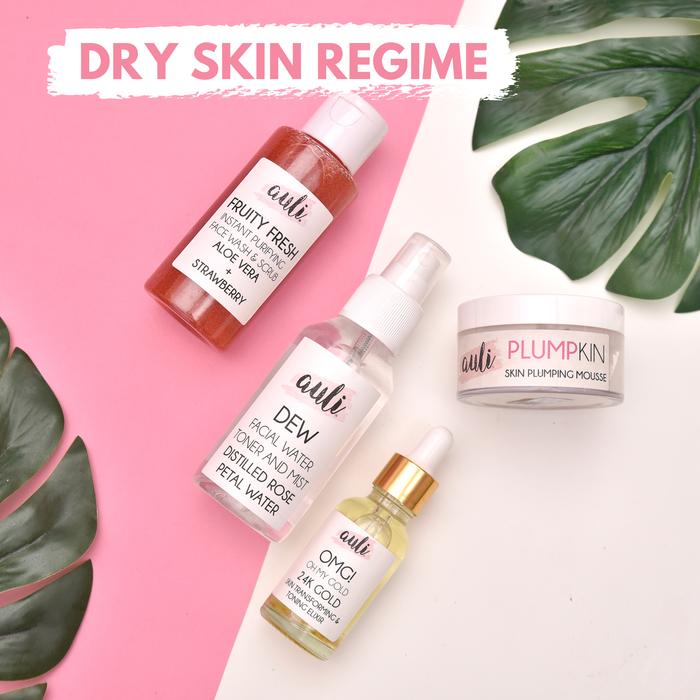 DRY SKIN REGIME
auli
FRUITY FRESH
INSTANT PURIFYING
FACE WASH & SCRUB
ALOE VERA
+
STRAWBERRY
auli
DEW
FACIAL WATER
TONER AND MIST
DISTILLED ROSE
PETAL WATER
auli PLUMPKIN
SKIN PLUMPING MOUSSE
auli
OMG!
OH MY GOLD
24K GOLD
SKIN TRANSFORMING &
TONING ELIXIR